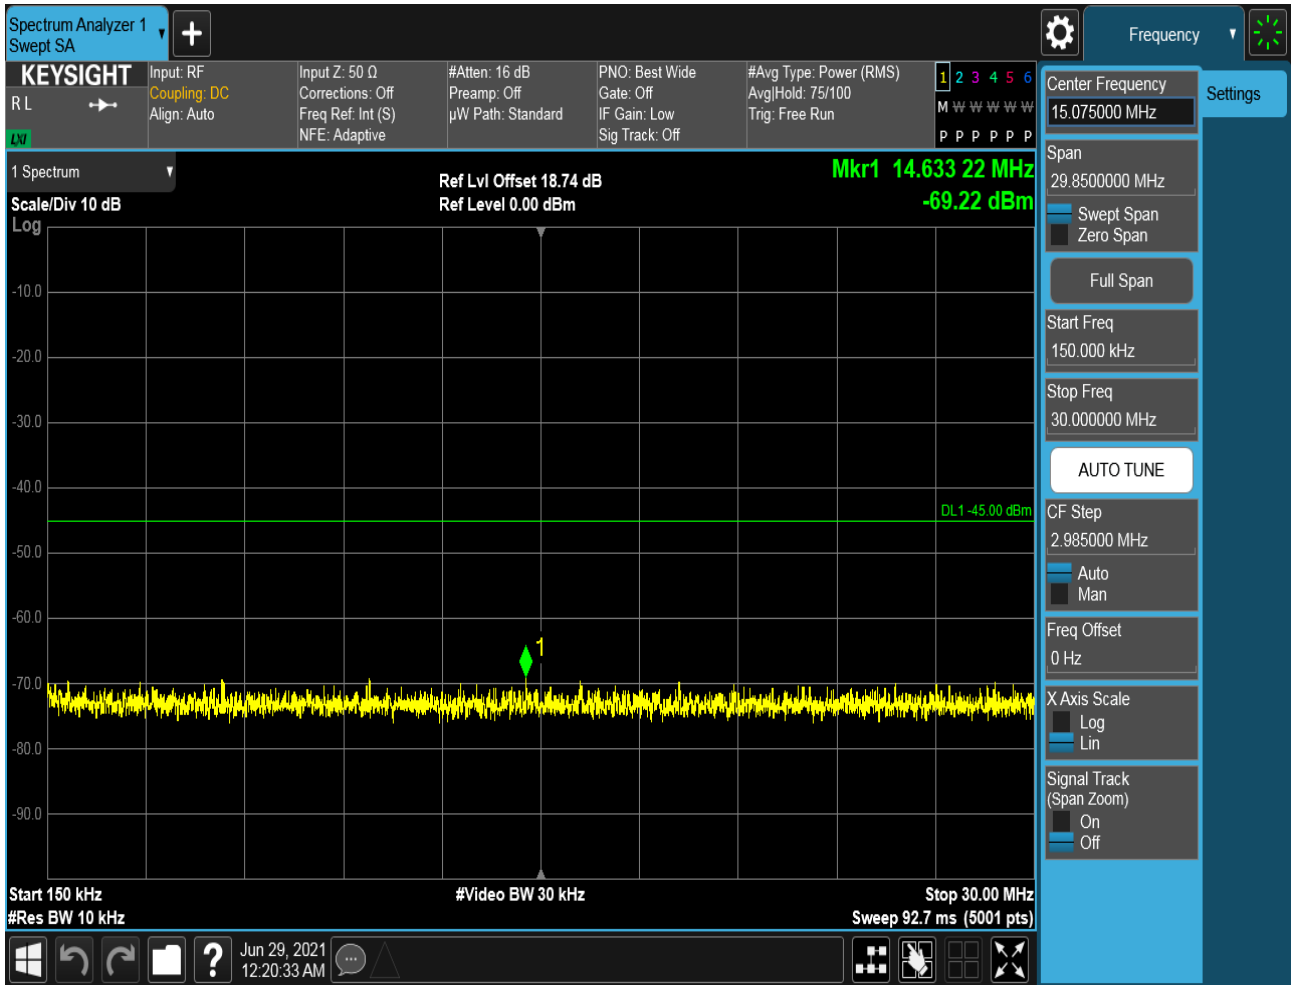 Spectrum Analyzer 1
Swept SA
Frequency
KEYSIGHT
R L
LXI
Input: RF
Coupling: DC
Align: Auto
Input Z: 50 Ω
Corrections: Off
Freq Ref: Int (S)
NFE: Adaptive
#Atten: 16 dB
Preamp: Off
µW Path: Standard
PNO: Best Wide
Gate: Off
IF Gain: Low
Sig Track: Off
#Avg Type: Power (RMS)
Avg|Hold: 75/100
Trig: Free Run
1 2 3 4 5 6
M W W W W W
P P P P P P
1 Spectrum
Scale/Div 10 dB
Log
Ref Lvl Offset 18.74 dB
Ref Level 0.00 dBm
Mkr1 14.633 22 MHz
-69.22 dBm
-10.0
-20.0
-30.0
-40.0
DL1 -45.00 dBm
-50.0
-60.0
1
-70.0
-80.0
-90.0
Start 150 kHz
#Res BW 10 kHz
#Video BW 30 kHz
Stop 30.00 MHz
Sweep 92.7 ms (5001 pts)
Center Frequency
15.075000 MHz
Settings
Span
29.8500000 MHz
Swept Span
Zero Span
Full Span
Start Freq
150.000 kHz
Stop Freq
30.000000 MHz
AUTO TUNE
CF Step
2.985000 MHz
Auto
Man
Freq Offset
0 Hz
X Axis Scale
Log
Lin
Signal Track
(Span Zoom)
On
Off
?
Jun 29, 2021
12:20:33 AM